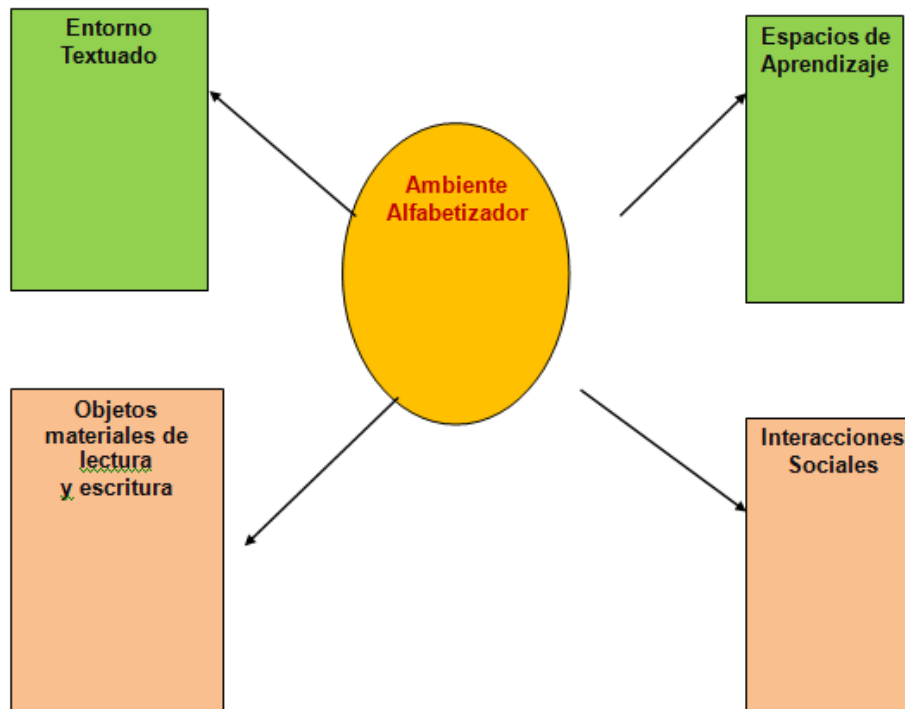 Entorno
Textuado
Espacios de
Aprendizaje
Ambiente
Alfabetizador
Objetos
materiales de
lectura
y escritura
Interacciones
Sociales